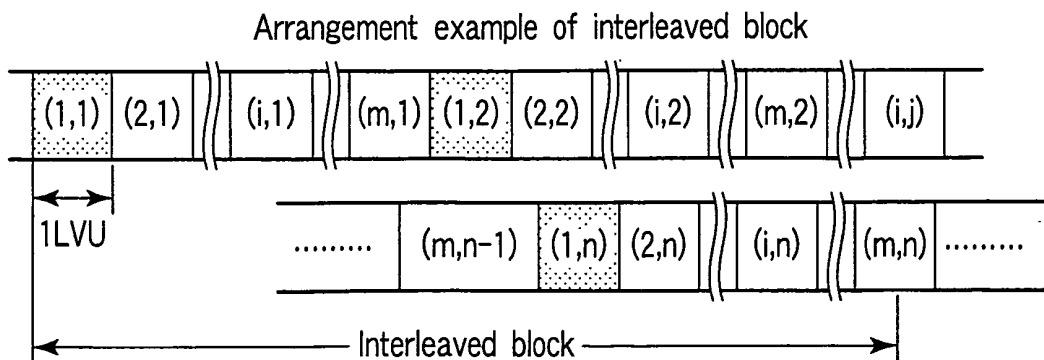 Arrangement example of interleaved block
(1,1) (2,1) (i,1) (m,1) (1,2) (2,2) (i,2) (m,2) (i,j)
1LVU
......... (m,n-1) (1,n) (2,n) (i,n) (m,n) .........
Interleaved block